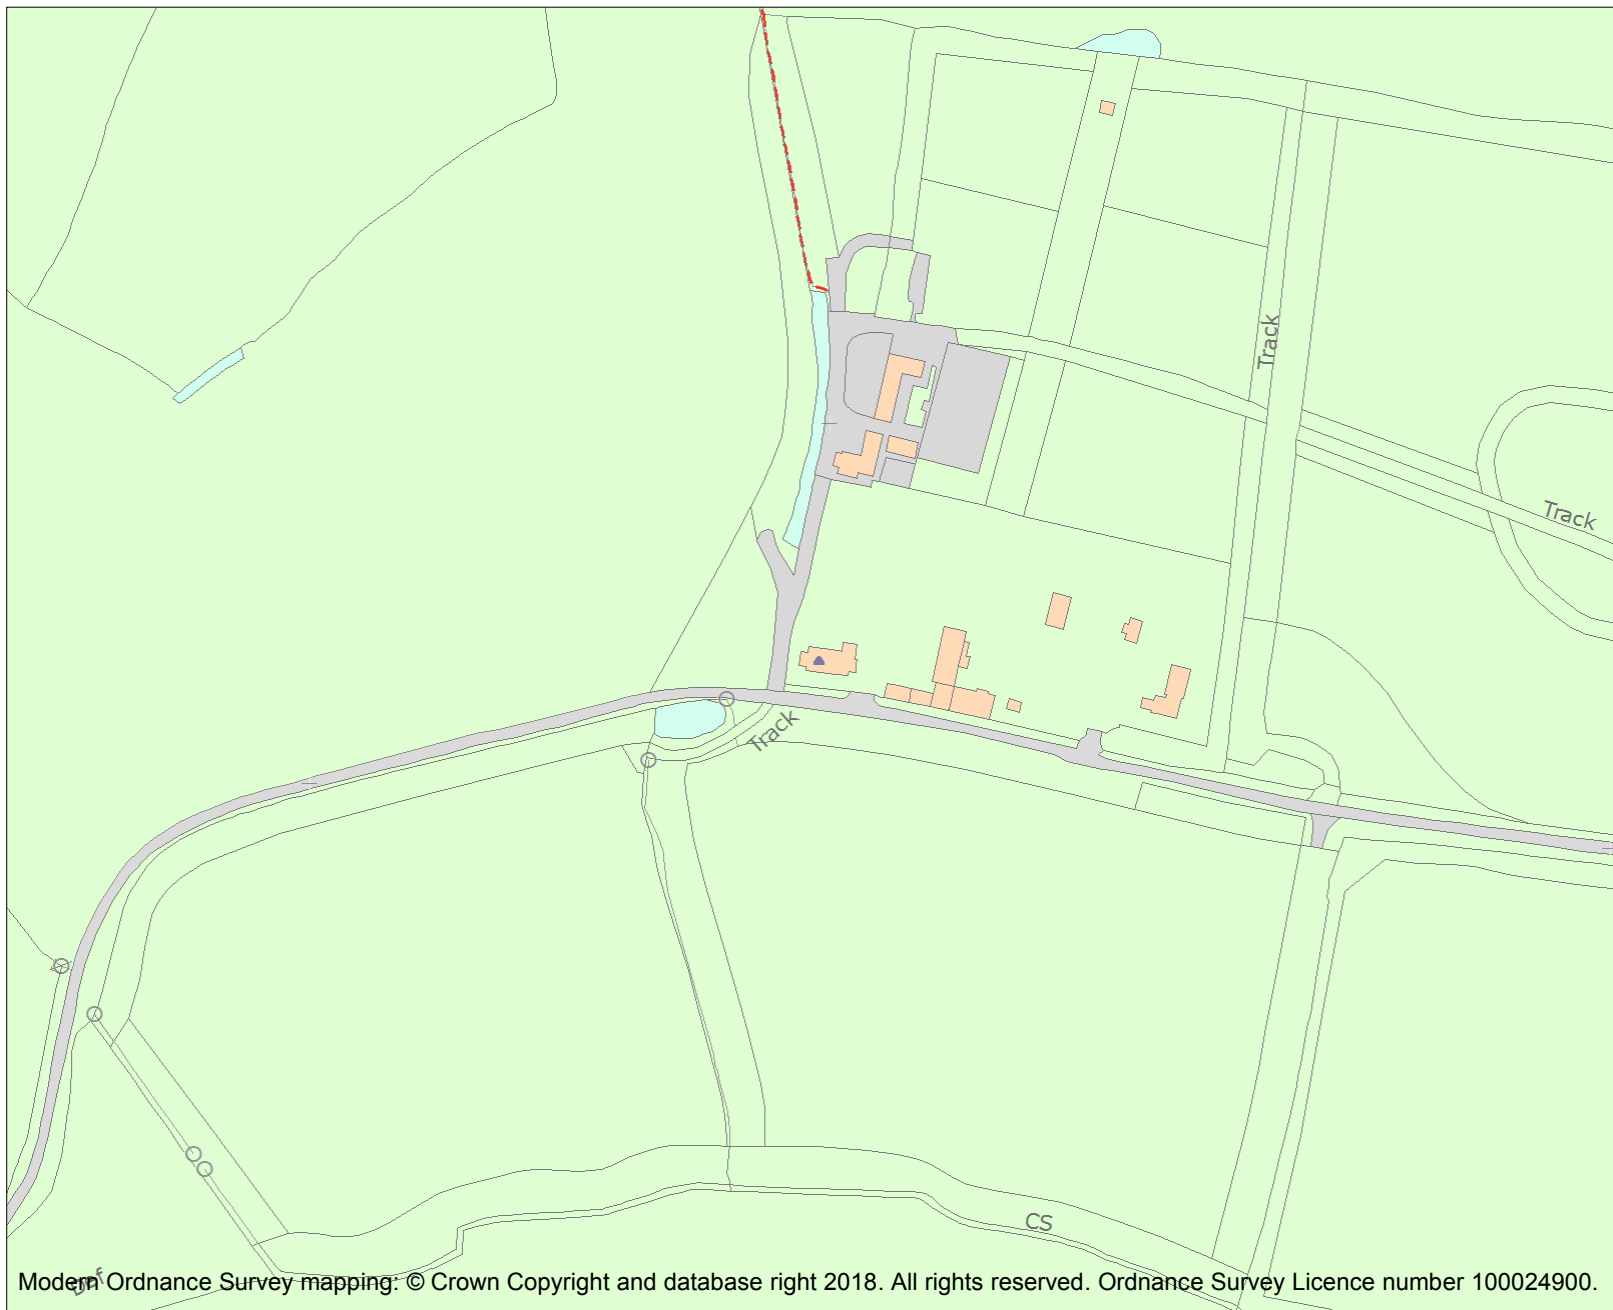 Track
Track
Track
CS
Def
Modern Ordnance Survey mapping: © Crown Copyright and database right 2018. All rights reserved. Ordnance Survey Licence number 100024900.